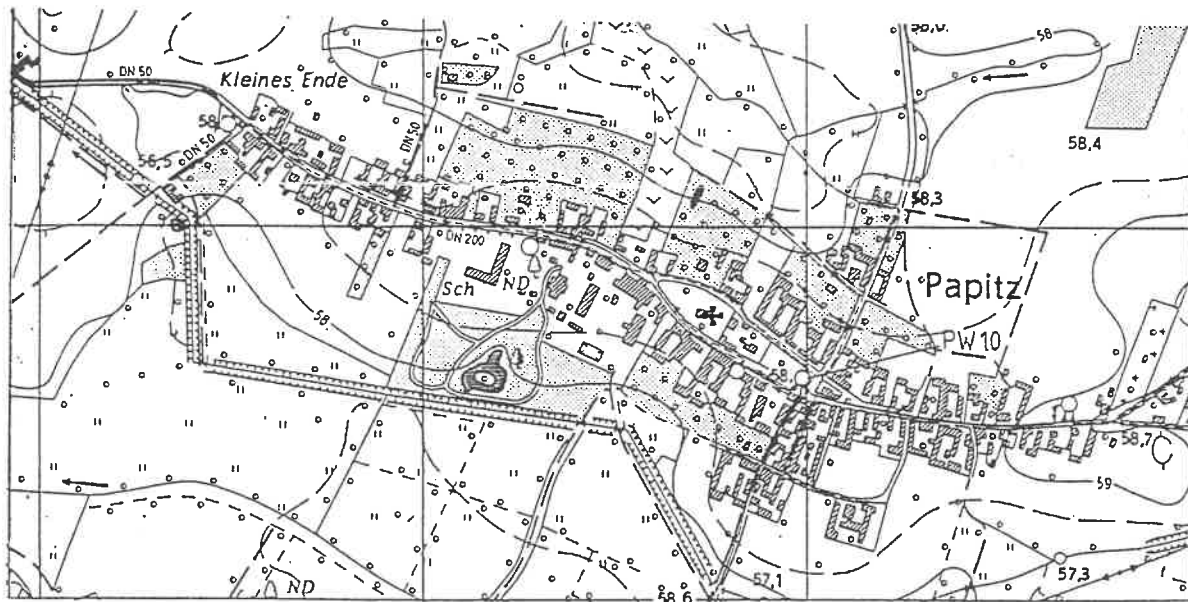 58,0
58
DN 50
Kleines Ende
58
DN 50
58,4
56,5
DN 50
58,3
DN 200
Sch
ND
Papitz
58
PW 10
58,7
59
ND
57,1
57,3
58,6